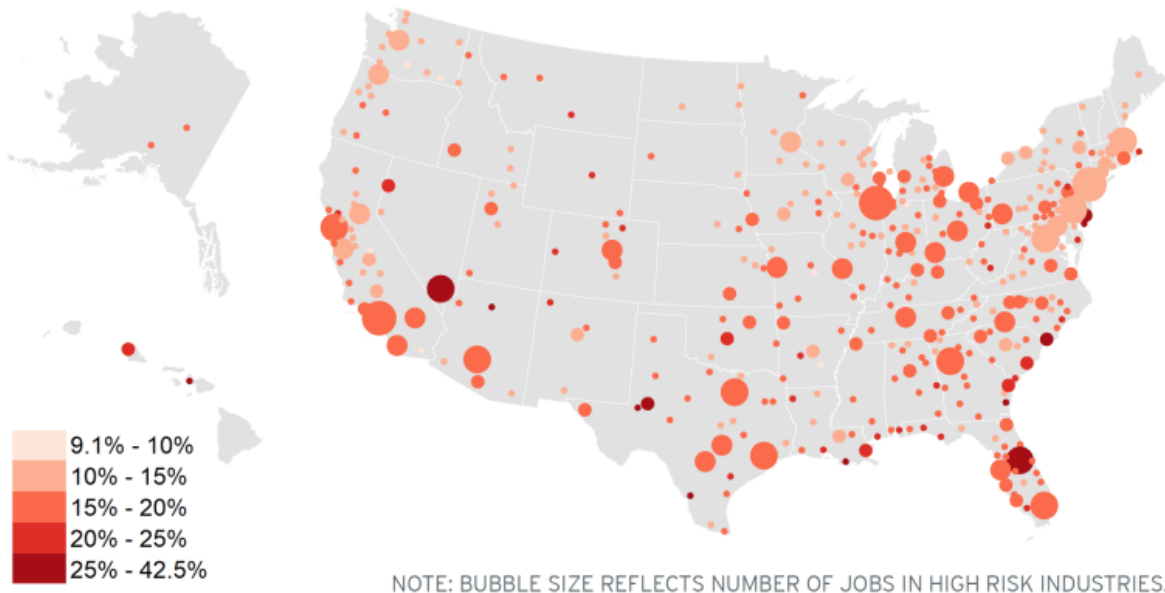 9.1% - 10%
10% - 15%
15% - 20%
20% - 25%
25% - 42.5%
NOTE: BUBBLE SIZE REFLECTS NUMBER OF JOBS IN HIGH RISK INDUSTRIES.